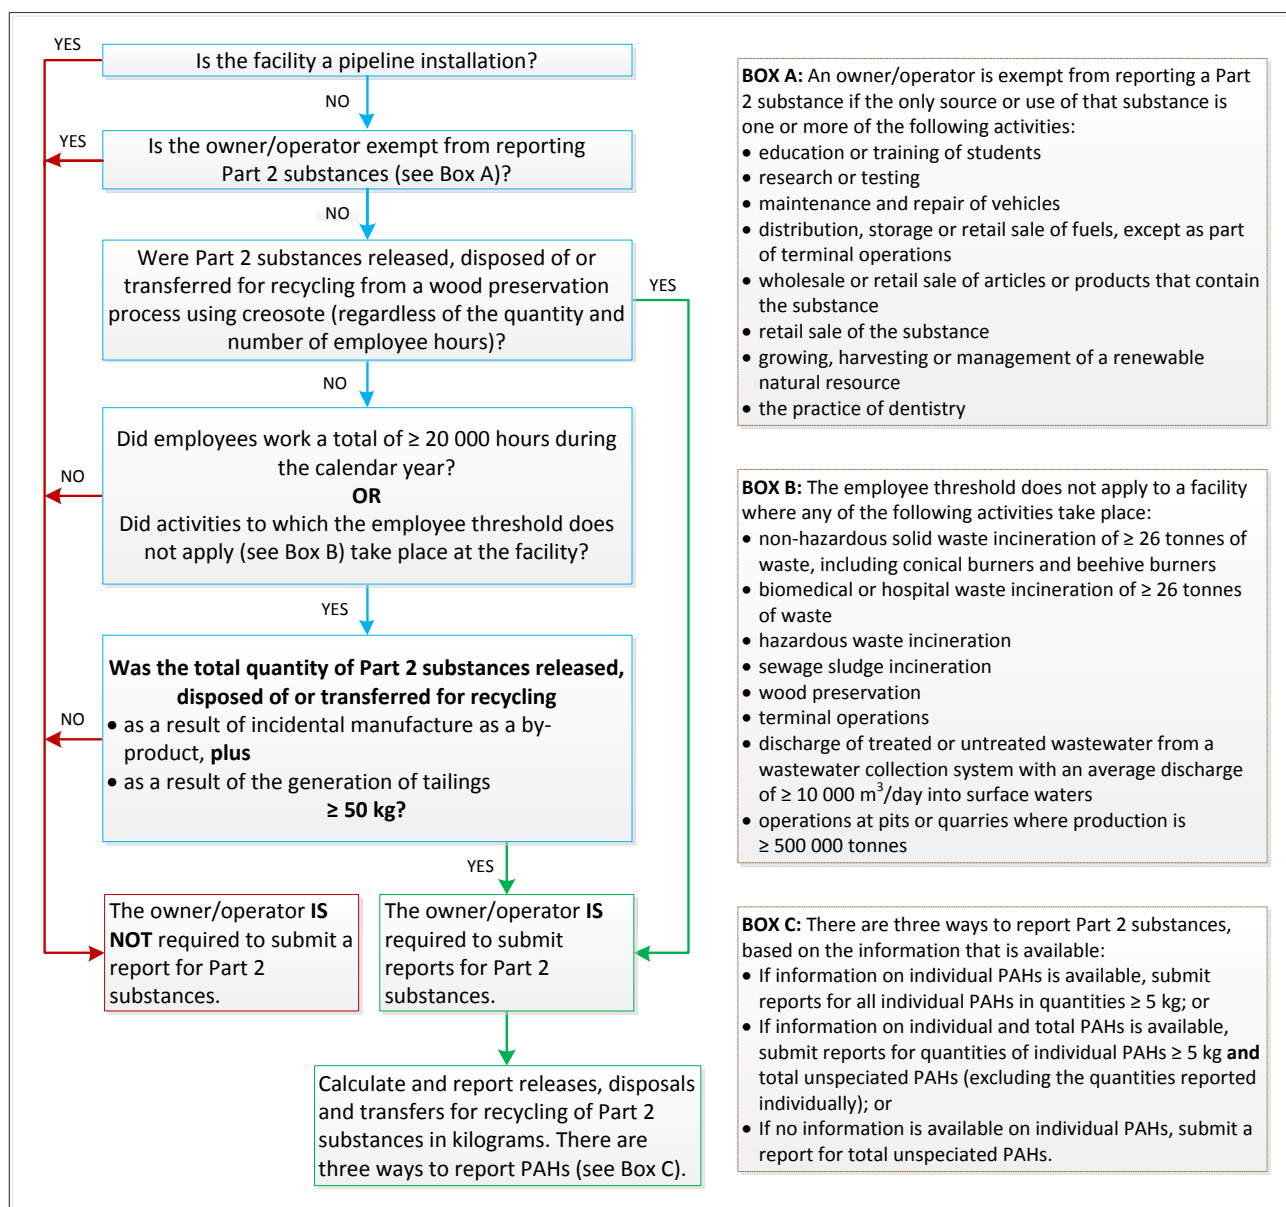 YES
Is the facility a pipeline installation?
NO
YES
Is the owner/operator exempt from reporting
Part 2 substances (see Box A)?
NO
Were Part 2 substances released, disposed of or
transferred for recycling from a wood preservation
process using creosote (regardless of the quantity and
number of employee hours)?
YES
NO
Did employees work a total of ≥ 20 000 hours during
the calendar year?
OR
Did activities to which the employee threshold does
not apply (see Box B) take place at the facility?
NO
YES
Was the total quantity of Part 2 substances released,
disposed of or transferred for recycling
• as a result of incidental manufacture as a by-
product, plus
• as a result of the generation of tailings
≥ 50 kg?
NO
YES
The owner/operator IS
NOT required to submit a
report for Part 2
substances.
The owner/operator IS
required to submit
reports for Part 2
substances.
Calculate and report releases, disposals
and transfers for recycling of Part 2
substances in kilograms. There are
three ways to report PAHs (see Box C).
BOX A: An owner/operator is exempt from reporting a Part
2 substance if the only source or use of that substance is
one or more of the following activities:
• education or training of students
• research or testing
• maintenance and repair of vehicles
• distribution, storage or retail sale of fuels, except as part
of terminal operations
• wholesale or retail sale of articles or products that contain
the substance
• retail sale of the substance
• growing, harvesting or management of a renewable
natural resource
• the practice of dentistry
BOX B: The employee threshold does not apply to a facility
where any of the following activities take place:
• non-hazardous solid waste incineration of ≥ 26 tonnes of
waste, including conical burners and beehive burners
• biomedical or hospital waste incineration of ≥ 26 tonnes
of waste
• hazardous waste incineration
• sewage sludge incineration
• wood preservation
• terminal operations
• discharge of treated or untreated wastewater from a
wastewater collection system with an average discharge
of ≥ 10 000 m³/day into surface waters
• operations at pits or quarries where production is
≥ 500 000 tonnes
BOX C: There are three ways to report Part 2 substances,
based on the information that is available:
• If information on individual PAHs is available, submit
reports for all individual PAHs in quantities ≥ 5 kg; or
• If information on individual and total PAHs is available,
submit reports for quantities of individual PAHs ≥ 5 kg and
total unspeciated PAHs (excluding the quantities reported
individually); or
• If no information is available on individual PAHs, submit a
report for total unspeciated PAHs.